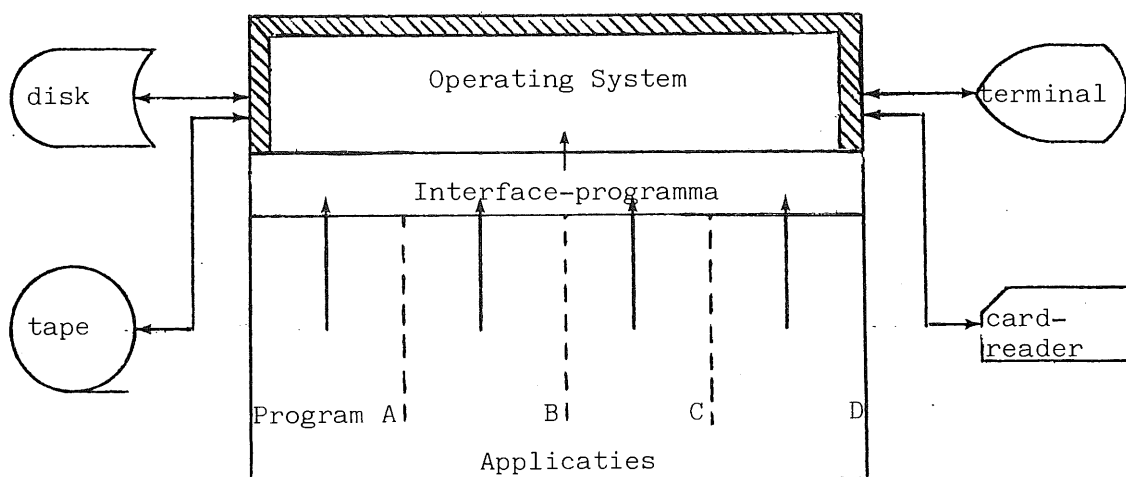 disk
Operating System
terminal
Interface-programma
tape
card-
reader
Program A
B
C
D
Applicaties